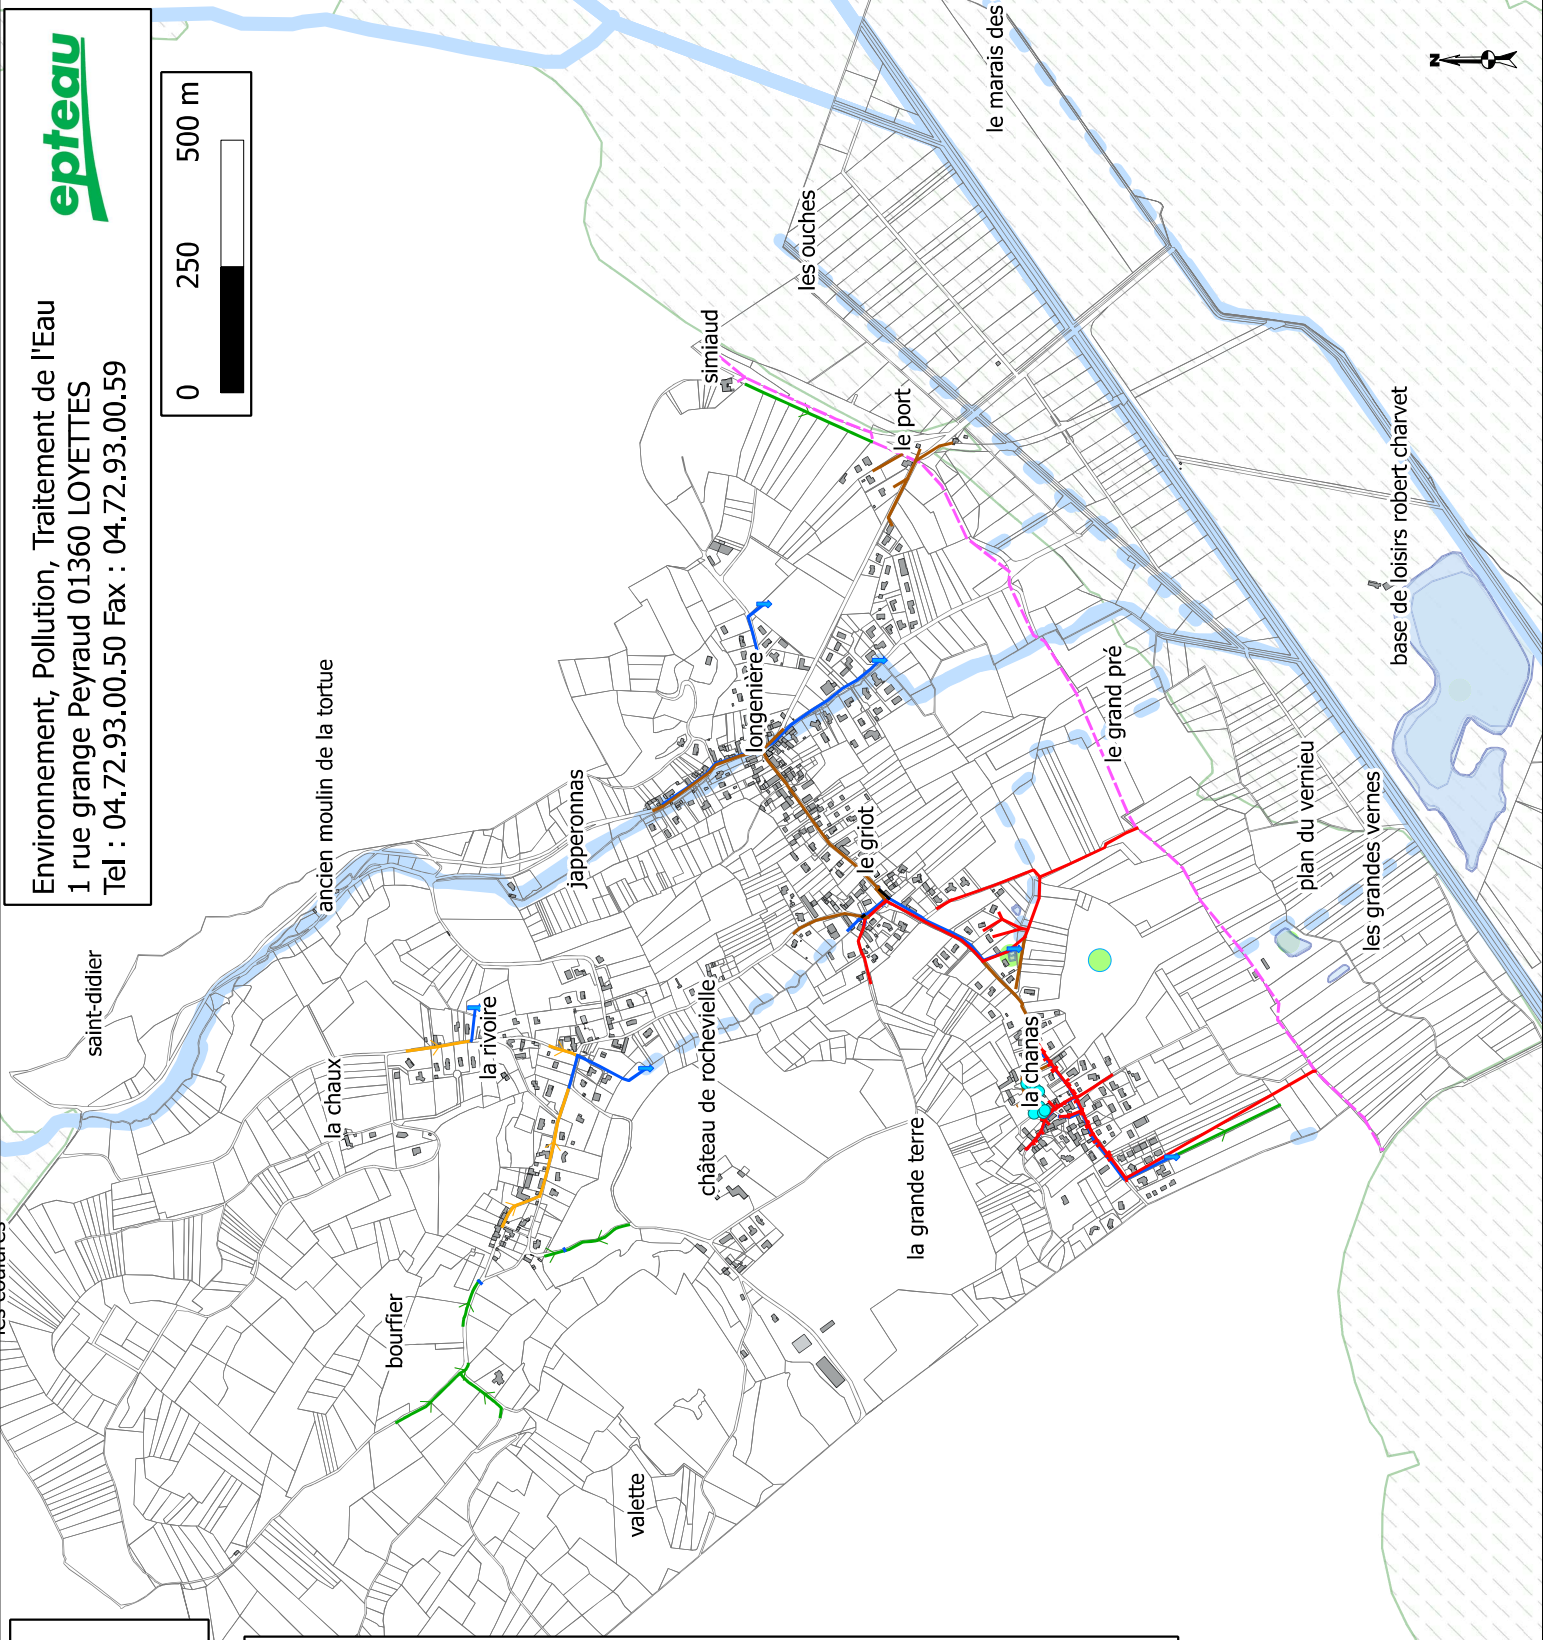 epteau
Environnement, Pollution, Traitement de l'Eau
1 rue grange Peyraud 01360 LOYETTES
Tel : 04.72.93.00.50 Fax : 04.72.93.00.59
0 250 500 m
saint-didier
ancien moulin de la tortue
la chaux
bourfier
la rivoire
japperonnas
valette
simiaud
château de rochevielle
longenière
les ouches
le griot
le port
la grande terre
le marais des
N
la chanas
le grand pré
plan du vernieu
les grandes vernes
base de loisirs robert charvet